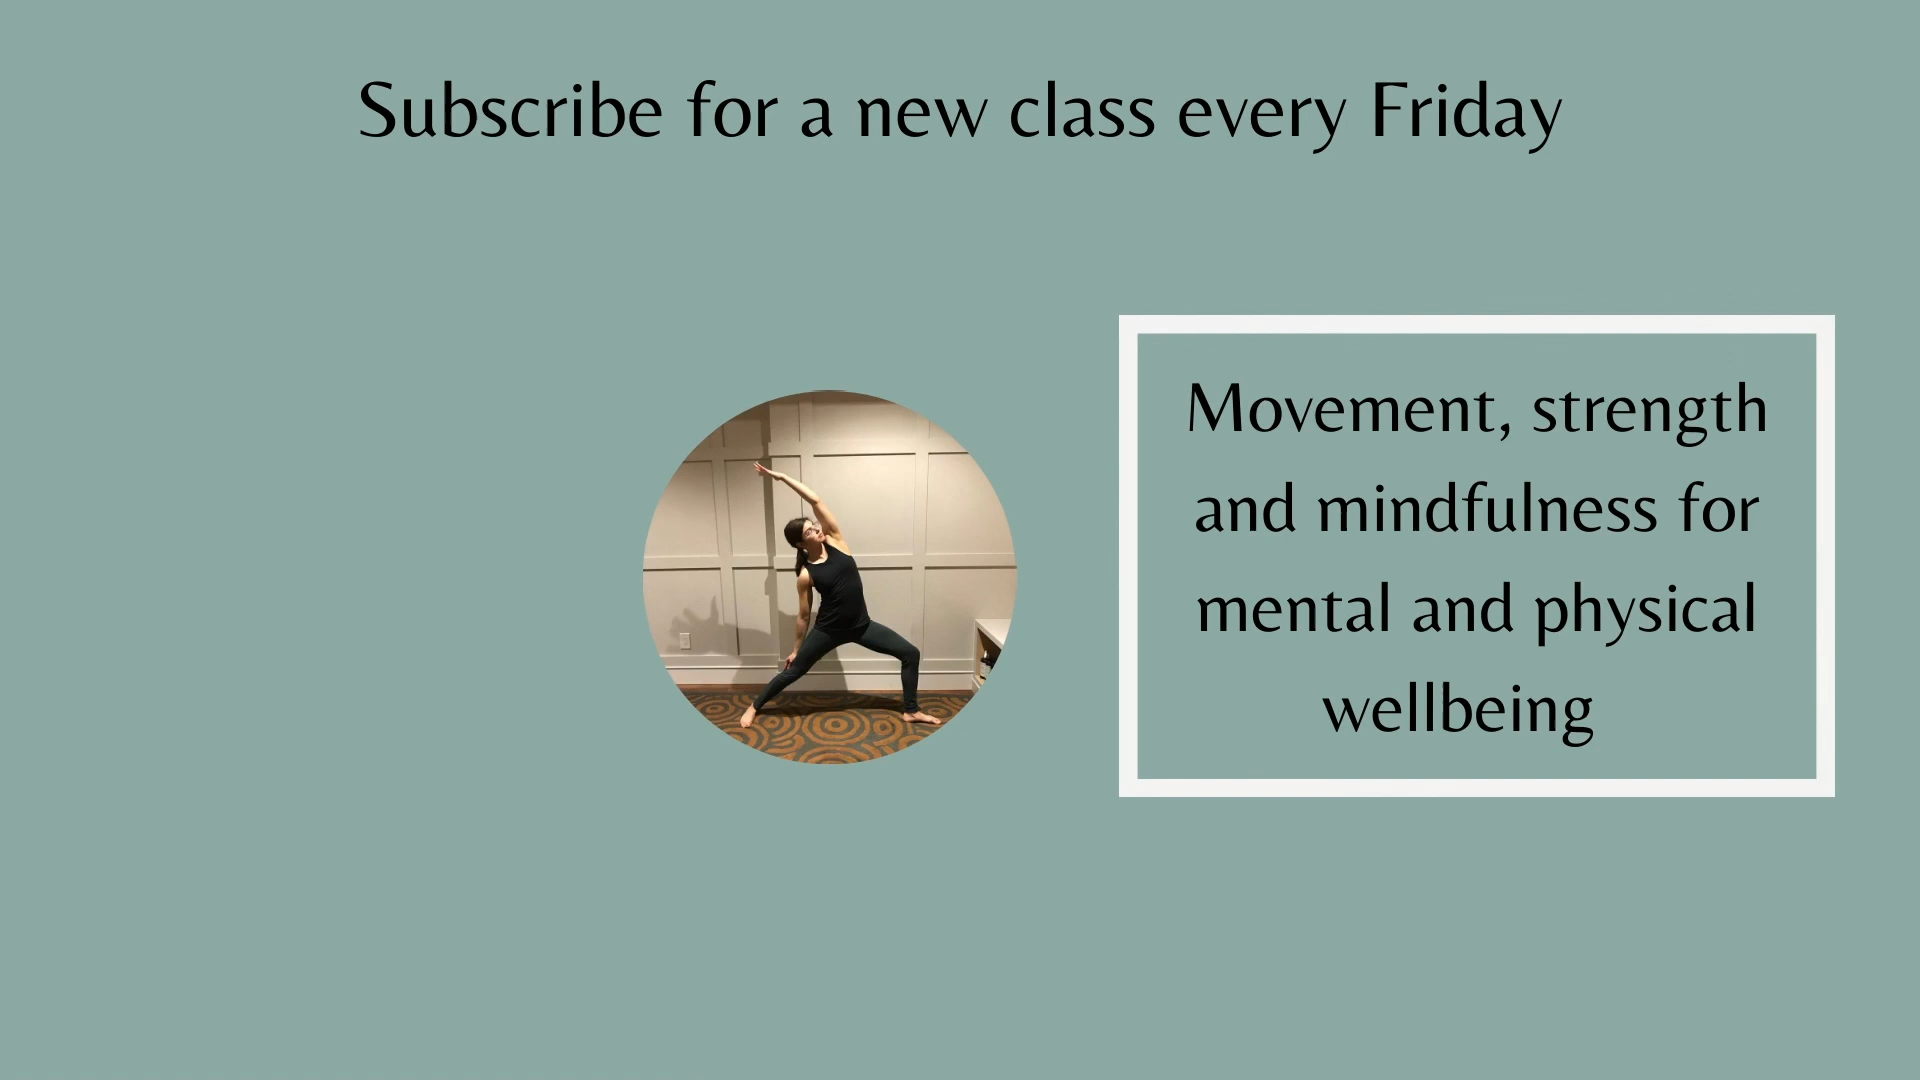 Subscribe for a new class every Friday
Movement, strength
and mindfulness for
mental and physical
wellbeing